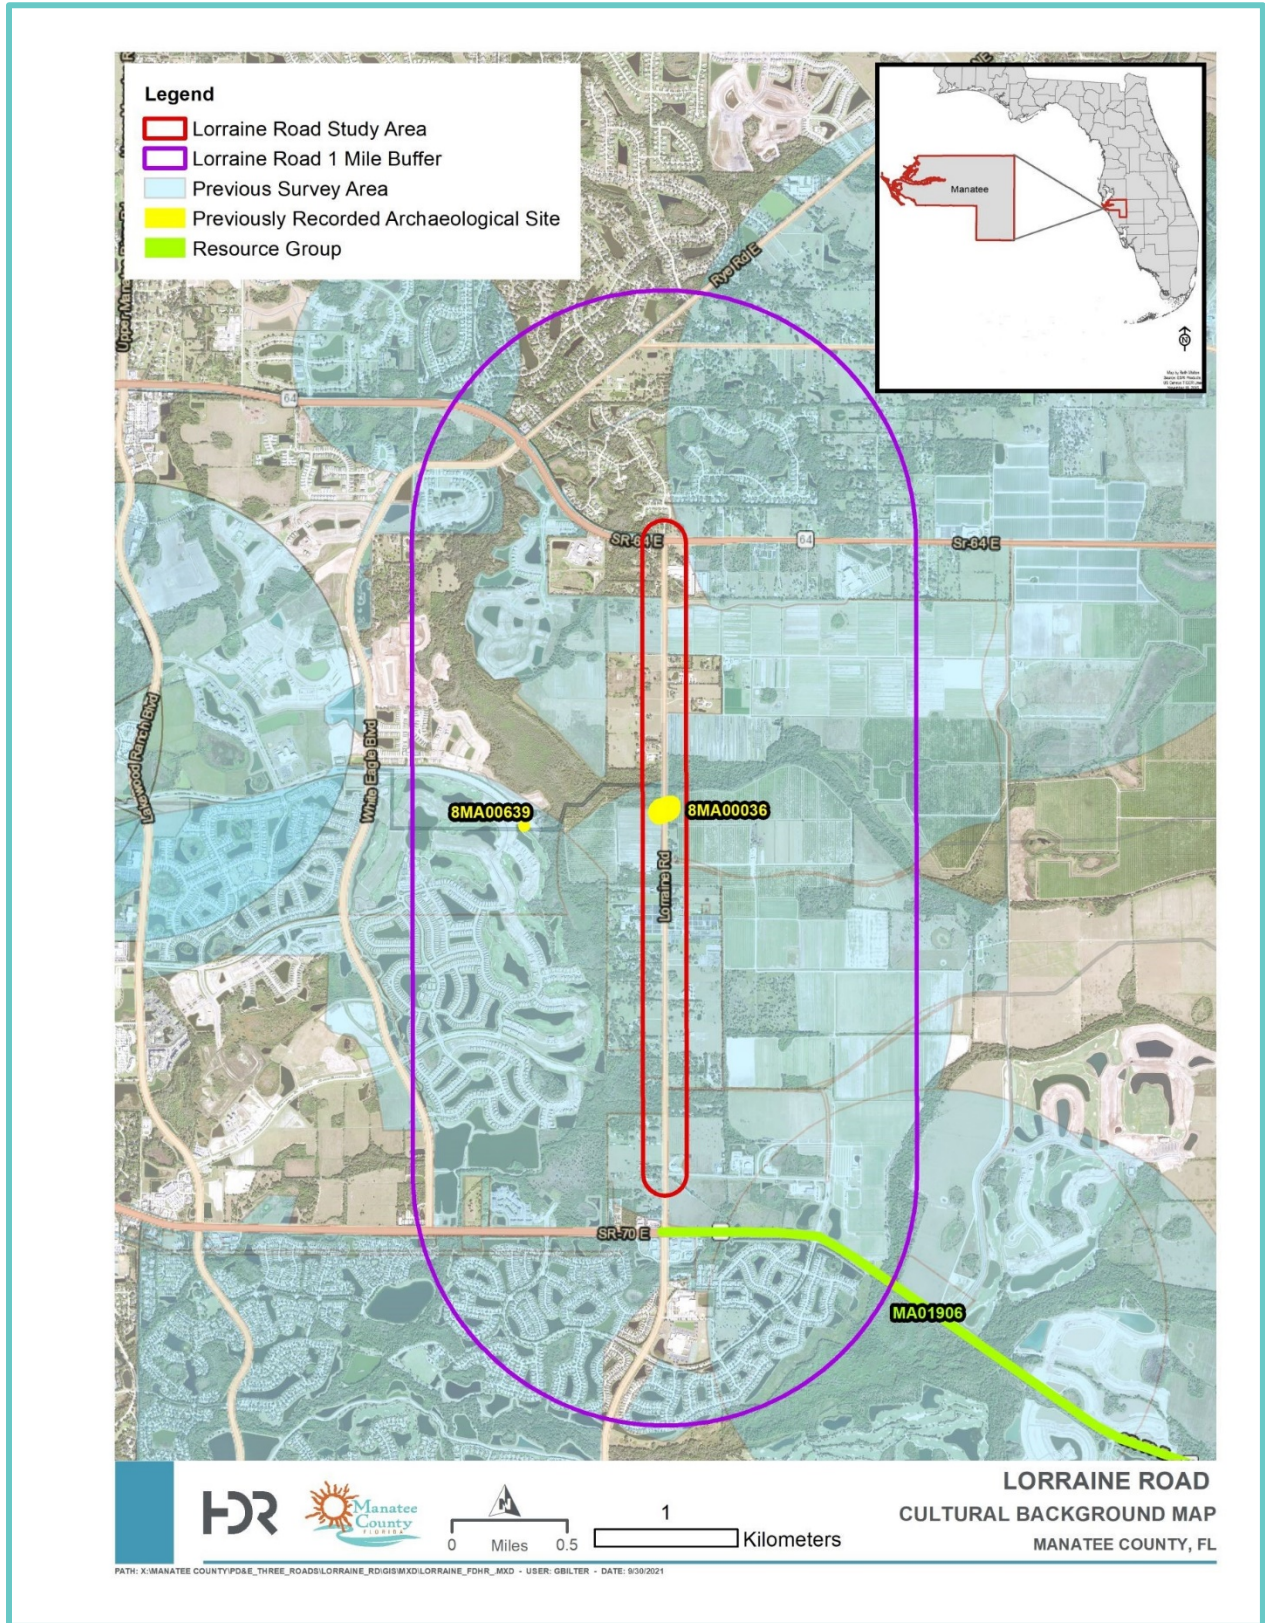 Legend
Lorraine Road Study Area
Lorraine Road 1 Mile Buffer
Previous Survey Area
Previously Recorded Archaeological Site
Resource Group
Manatee
N
Rye Rd E
64
SR-64 E
64
Sr-64 E
Lakewood Ranch Blvd
White Eagle Blvd
8MA00639
8MA00036
Lorraine Rd
SR-70 E
MA01906
HDR
Manatee
County
FLORIDA
N
0 Miles 0.5
1
Kilometers
LORRAINE ROAD
CULTURAL BACKGROUND MAP
MANATEE COUNTY, FL
PATH: X:\MANATEE COUNTY\PD&E_THREE_ROADS\LORRAINE_RD\GIS\MXD\LORRAINE_FDHR_.MXD - USER: GBILTER - DATE: 9/30/2021